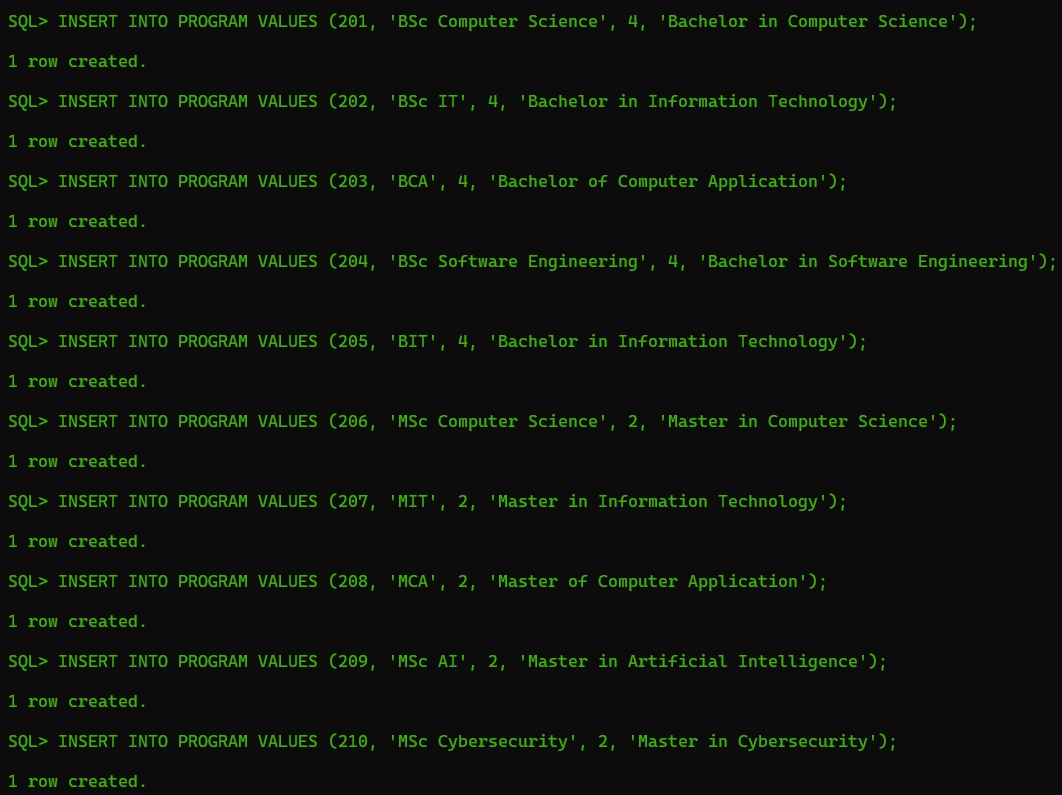 SQL> INSERT INTO PROGRAM VALUES (201, 'BSc Computer Science', 4, 'Bachelor in Computer Science');
1 row created.
SQL> INSERT INTO PROGRAM VALUES (202, 'BSc IT', 4, 'Bachelor in Information Technology');
1 row created.
SQL> INSERT INTO PROGRAM VALUES (203, 'BCA', 4, 'Bachelor of Computer Application');
1 row created.
SQL> INSERT INTO PROGRAM VALUES (204, 'BSc Software Engineering', 4, 'Bachelor in Software Engineering');
1 row created.
SQL> INSERT INTO PROGRAM VALUES (205, 'BIT', 4, 'Bachelor in Information Technology');
1 row created.
SQL> INSERT INTO PROGRAM VALUES (206, 'MSc Computer Science', 2, 'Master in Computer Science');
1 row created.
SQL> INSERT INTO PROGRAM VALUES (207, 'MIT', 2, 'Master in Information Technology');
1 row created.
SQL> INSERT INTO PROGRAM VALUES (208, 'MCA', 2, 'Master of Computer Application');
1 row created.
SQL> INSERT INTO PROGRAM VALUES (209, 'MSc AI', 2, 'Master in Artificial Intelligence');
1 row created.
SQL> INSERT INTO PROGRAM VALUES (210, 'MSc Cybersecurity', 2, 'Master in Cybersecurity');
1 row created.